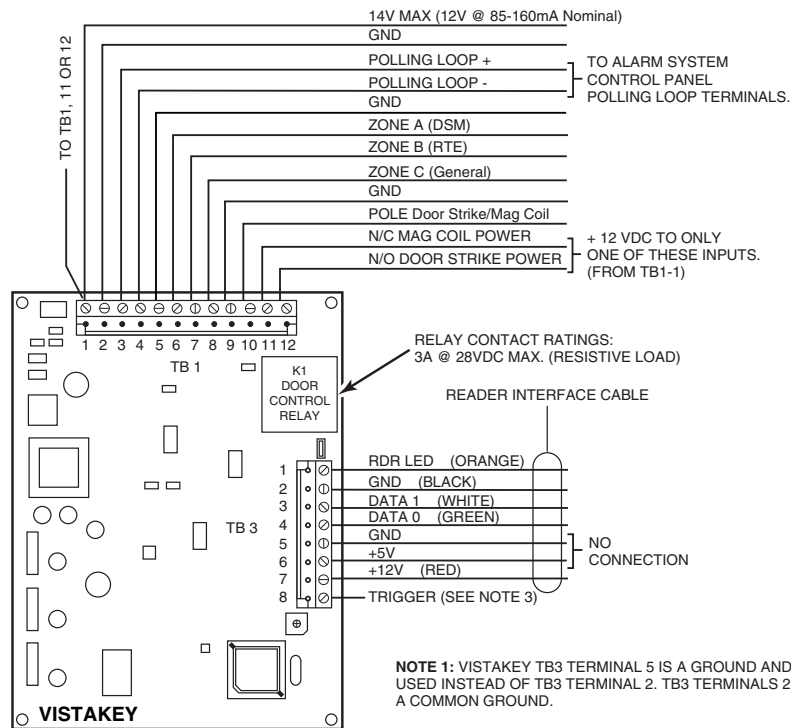 14V MAX (12V @ 85-160mA Nominal)
GND
POLLING LOOP +
POLLING LOOP -
TO ALARM SYSTEM
CONTROL PANEL
POLLING LOOP TERMINALS.
GND
ZONE A (DSM)
ZONE B (RTE)
ZONE C (General)
GND
POLE Door Strike/Mag Coil
N/C MAG COIL POWER
N/O DOOR STRIKE POWER
+ 12 VDC TO ONLY
ONE OF THESE INPUTS.
(FROM TB1-1)
TO TB1, 11 OR 12
1 2 3 4 5 6 7 8 9 10 11 12
TB 1
K1
DOOR
CONTROL
RELAY
RELAY CONTACT RATINGS:
3A @ 28VDC MAX. (RESISTIVE LOAD)
READER INTERFACE CABLE
TB 3
1 RDR LED (ORANGE)
2 GND (BLACK)
3 DATA 1 (WHITE)
4 DATA 0 (GREEN)
5 GND
6 +5V
7 +12V (RED)
8 TRIGGER (SEE NOTE 3)
NO
CONNECTION
VISTAKEY
NOTE 1: VISTAKEY TB3 TERMINAL 5 IS A GROUND AND
USED INSTEAD OF TB3 TERMINAL 2. TB3 TERMINALS 2
A COMMON GROUND.